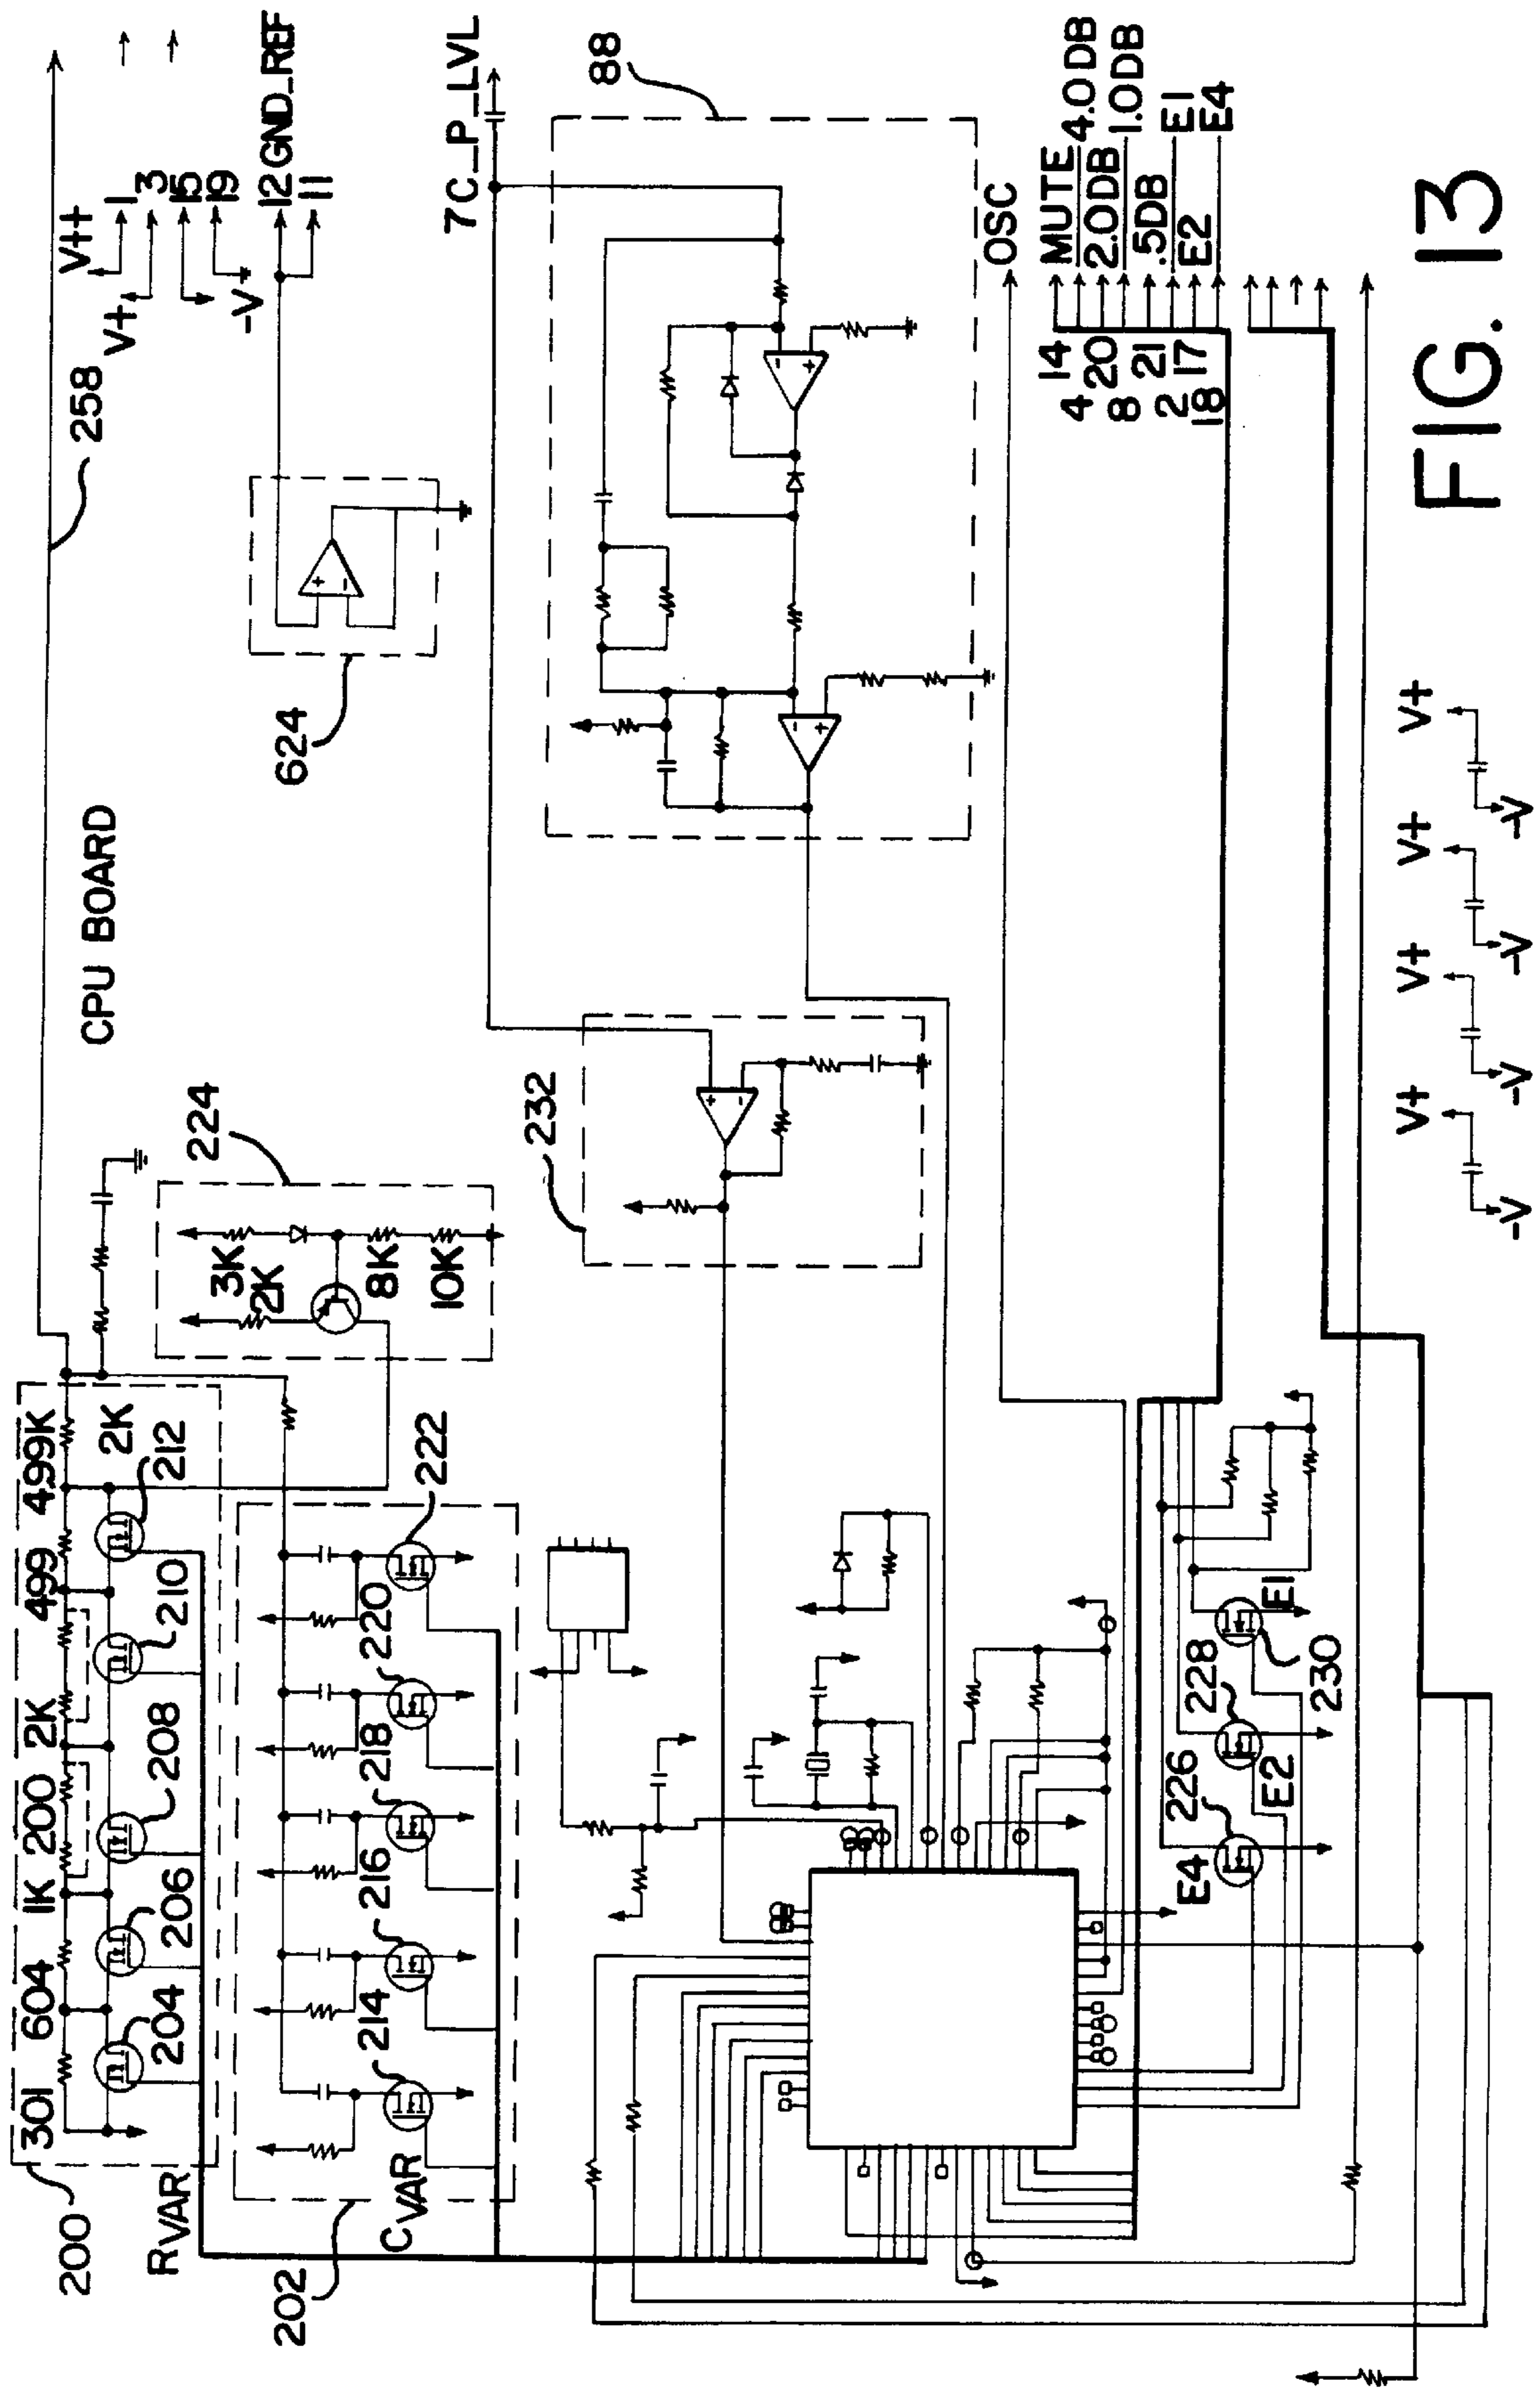 200
301 604 1K 200 2K 499 499K
2K
204 206 208 210 212
RVAR
202
CVAR
214 216 218 220 222
224
3K
2K
8K
10K
CPU BOARD
258
V++
V+
1
3
15
19
-V
12 GND_REF
11
624
7C_P_LVL
232
88
OSC
14 MUTE
4 4.0DB
20 2.0DB
8 1.0DB
21 .5DB
2 E1
17 E2
18 E4
E4 226 E2 228 E1 230
V+ V+ V+ V+
-V -V -V -V
FIG. 13
+ -
+ -
- +
- +